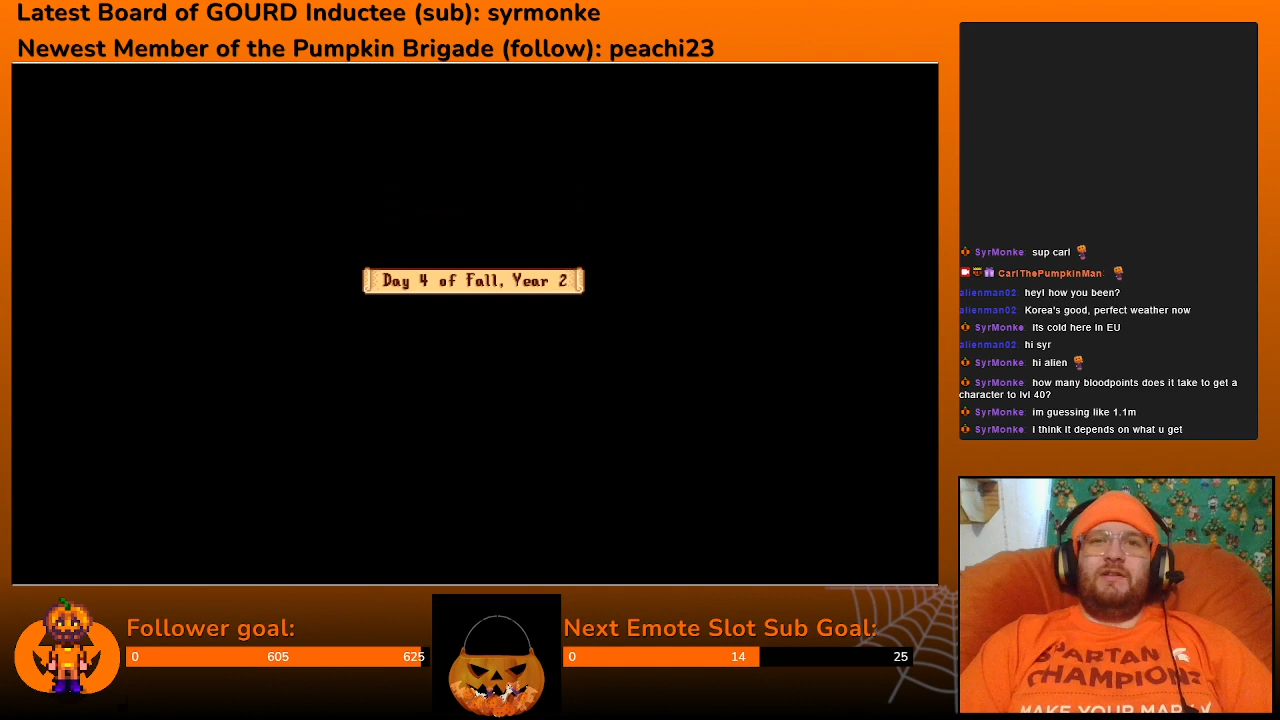 Latest Board of GOURD Inductee (sub): syrmonke
Newest Member of the Pumpkin Brigade (follow): peachi23
Day 4 of Fall, Year 2
SyrMonke: sup carl
CarlThePumpkinMan:
alienman02: hey! how you been?
alienman02: Korea's good, perfect weather now
SyrMonke: its cold here in EU
alienman02: hi syr
SyrMonke: hi alien
SyrMonke: how many bloodpoints does it take to get a
character to lvl 40?
SyrMonke: im guessing like 1.1m
SyrMonke: i think it depends on what u get
Follower goal:
0 605 625
Next Emote Slot Sub Goal:
0 14 25
SPARTAN
CHAMPION
MAKE YOUR MARK